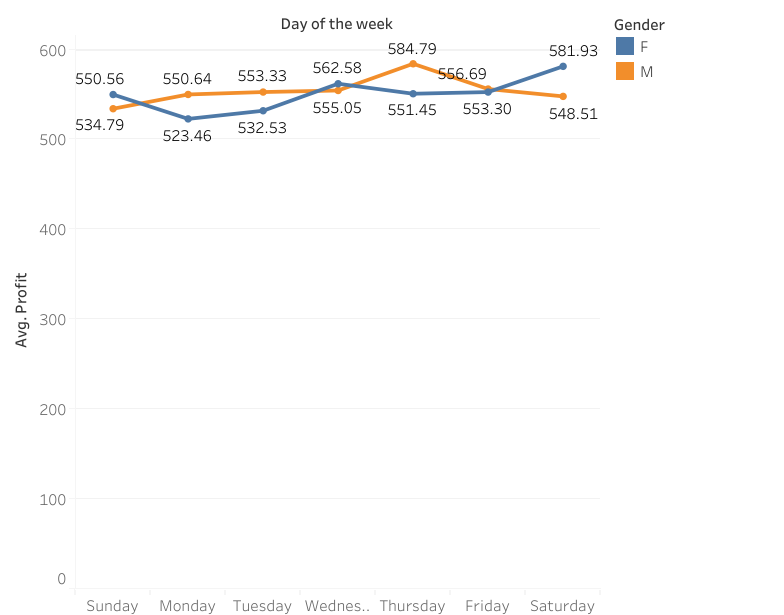 Day of the week
Gender
F
M
600
500
400
300
200
100
0
Avg. Profit
550.56
550.64
553.33
562.58
584.79
556.69
581.93
534.79
523.46
532.53
555.05
551.45
553.30
548.51
Sunday
Monday
Tuesday
Wednes..
Thursday
Friday
Saturday